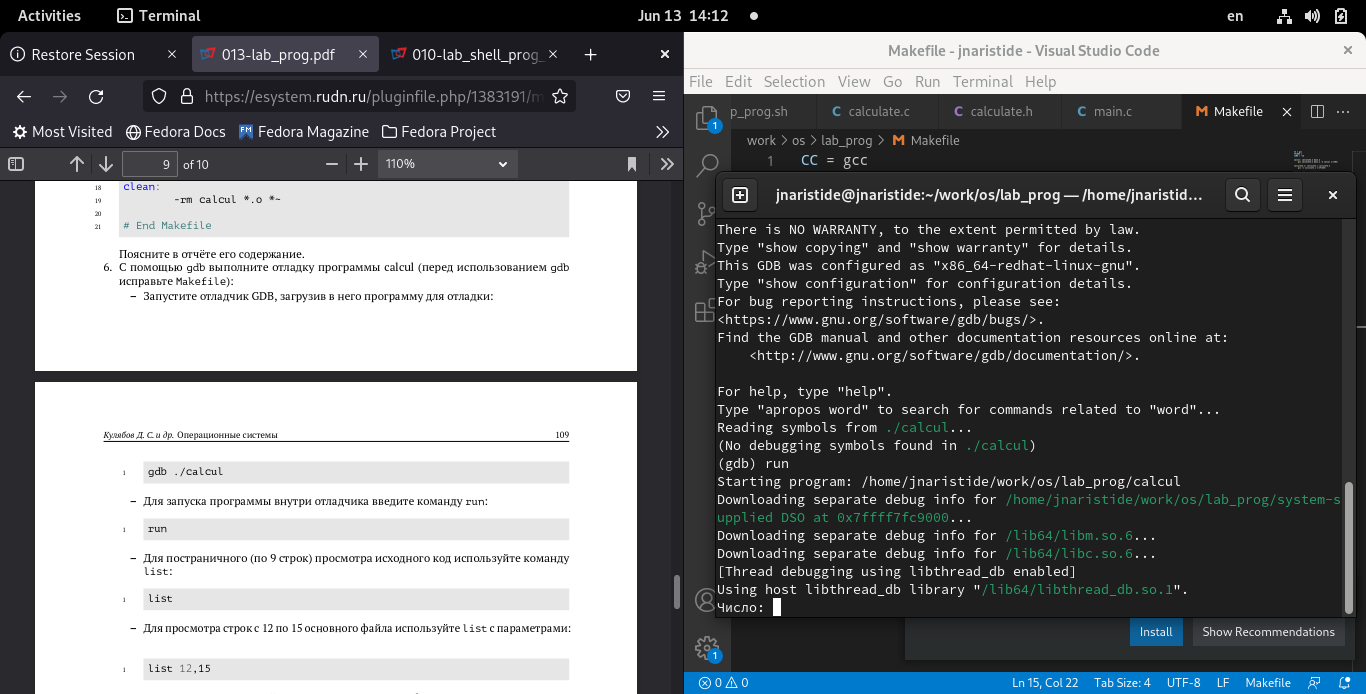 Activities
Terminal
Jun 13 14:12
en
Restore Session
013-lab_prog.pdf
010-lab_shell_prog_
https://esystem.rudn.ru/pluginfile.php/1383191/m
Most Visited
Fedora Docs
Fedora Magazine
Fedora Project
9 of 10
110%
18 clean:
19 -rm calcul *.o *~
20
21 # End Makefile
Поясните в отчёте его содержание.
6. С помощью gdb выполните отладку программы calcul (перед использованием gdb
исправьте Makefile):
– Запустите отладчик GDB, загрузив в него программу для отладки:
Кулябов Д. С. и др. Операционные системы 109
1 gdb ./calcul
– Для запуска программы внутри отладчика введите команду run:
1 run
– Для постраничного (по 9 строк) просмотра исходного код используйте команду
list:
1 list
– Для просмотра строк с 12 по 15 основного файла используйте list с параметрами:
1 list 12,15
Makefile - jnaristide - Visual Studio Code
File Edit Selection View Go Run Terminal Help
p_prog.sh
C calculate.c
C calculate.h
C main.c
M Makefile
work > os > lab_prog > M Makefile
1 CC = gcc
jnaristide@jnaristide:~/work/os/lab_prog — /home/jnaristid...
There is NO WARRANTY, to the extent permitted by law.
Type "show copying" and "show warranty" for details.
This GDB was configured as "x86_64-redhat-linux-gnu".
Type "show configuration" for configuration details.
For bug reporting instructions, please see:
<https://www.gnu.org/software/gdb/bugs/>.
Find the GDB manual and other documentation resources online at:
<http://www.gnu.org/software/gdb/documentation/>.
For help, type "help".
Type "apropos word" to search for commands related to "word"...
Reading symbols from ./calcul...
(No debugging symbols found in ./calcul)
(gdb) run
Starting program: /home/jnaristide/work/os/lab_prog/calcul
Downloading separate debug info for /home/jnaristide/work/os/lab_prog/system-s
upplied DSO at 0x7ffff7fc9000...
Downloading separate debug info for /lib64/libm.so.6...
Downloading separate debug info for /lib64/libc.so.6...
[Thread debugging using libthread_db enabled]
Using host libthread_db library "/lib64/libthread_db.so.1".
Число:
1
1
Install
Show Recommendations
0 0
Ln 15, Col 22
Tab Size: 4
UTF-8
LF
Makefile